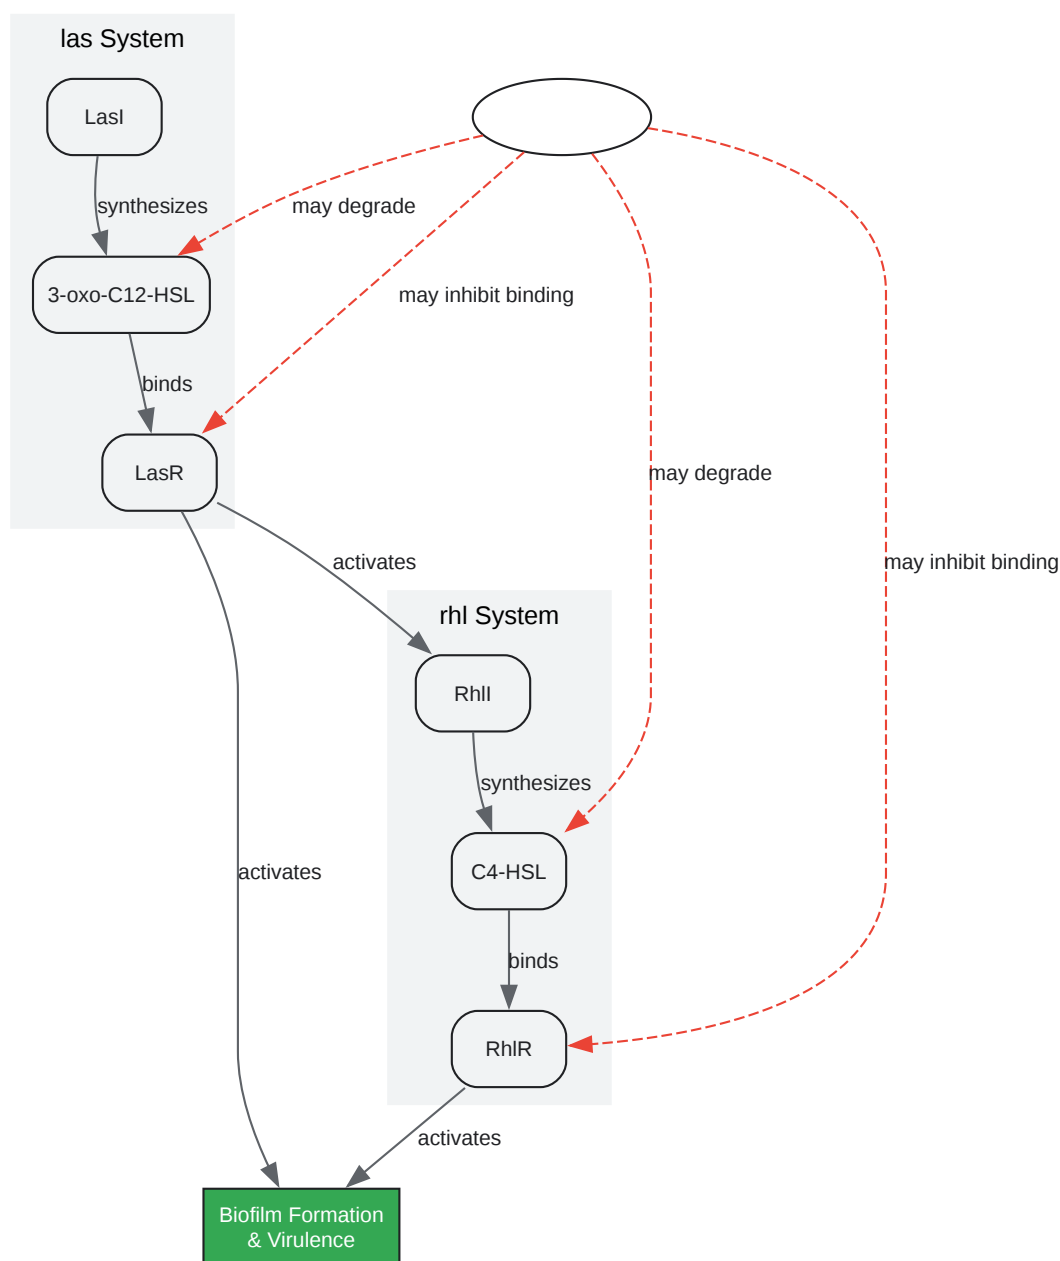 las System
LasI
synthesizes
may degrade
3-oxo-C12-HSL
may inhibit binding
binds
LasR
may degrade
activates
may inhibit binding
rhl System
RhlI
synthesizes
C4-HSL
activates
binds
RhlR
activates
Biofilm Formation
& Virulence